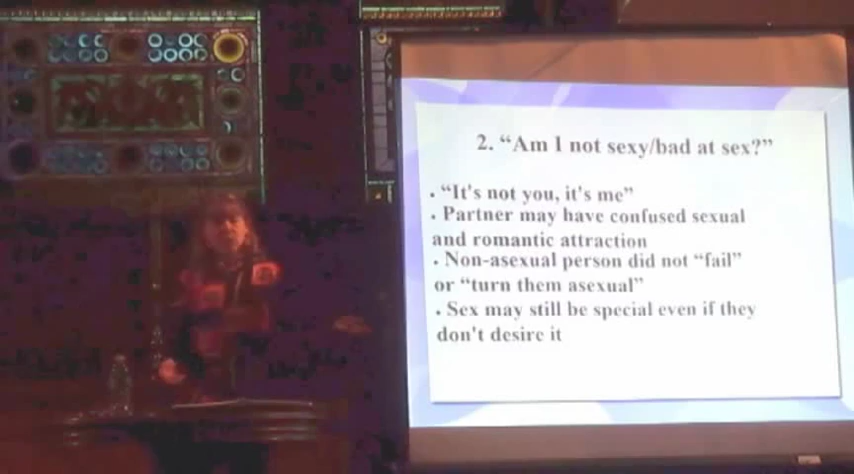 2. “Am I not sexy/bad at sex?”
• “It's not you, it's me”
• Partner may have confused sexual
and romantic attraction
• Non-asexual person did not “fail”
or “turn them asexual”
• Sex may still be special even if they
don't desire it